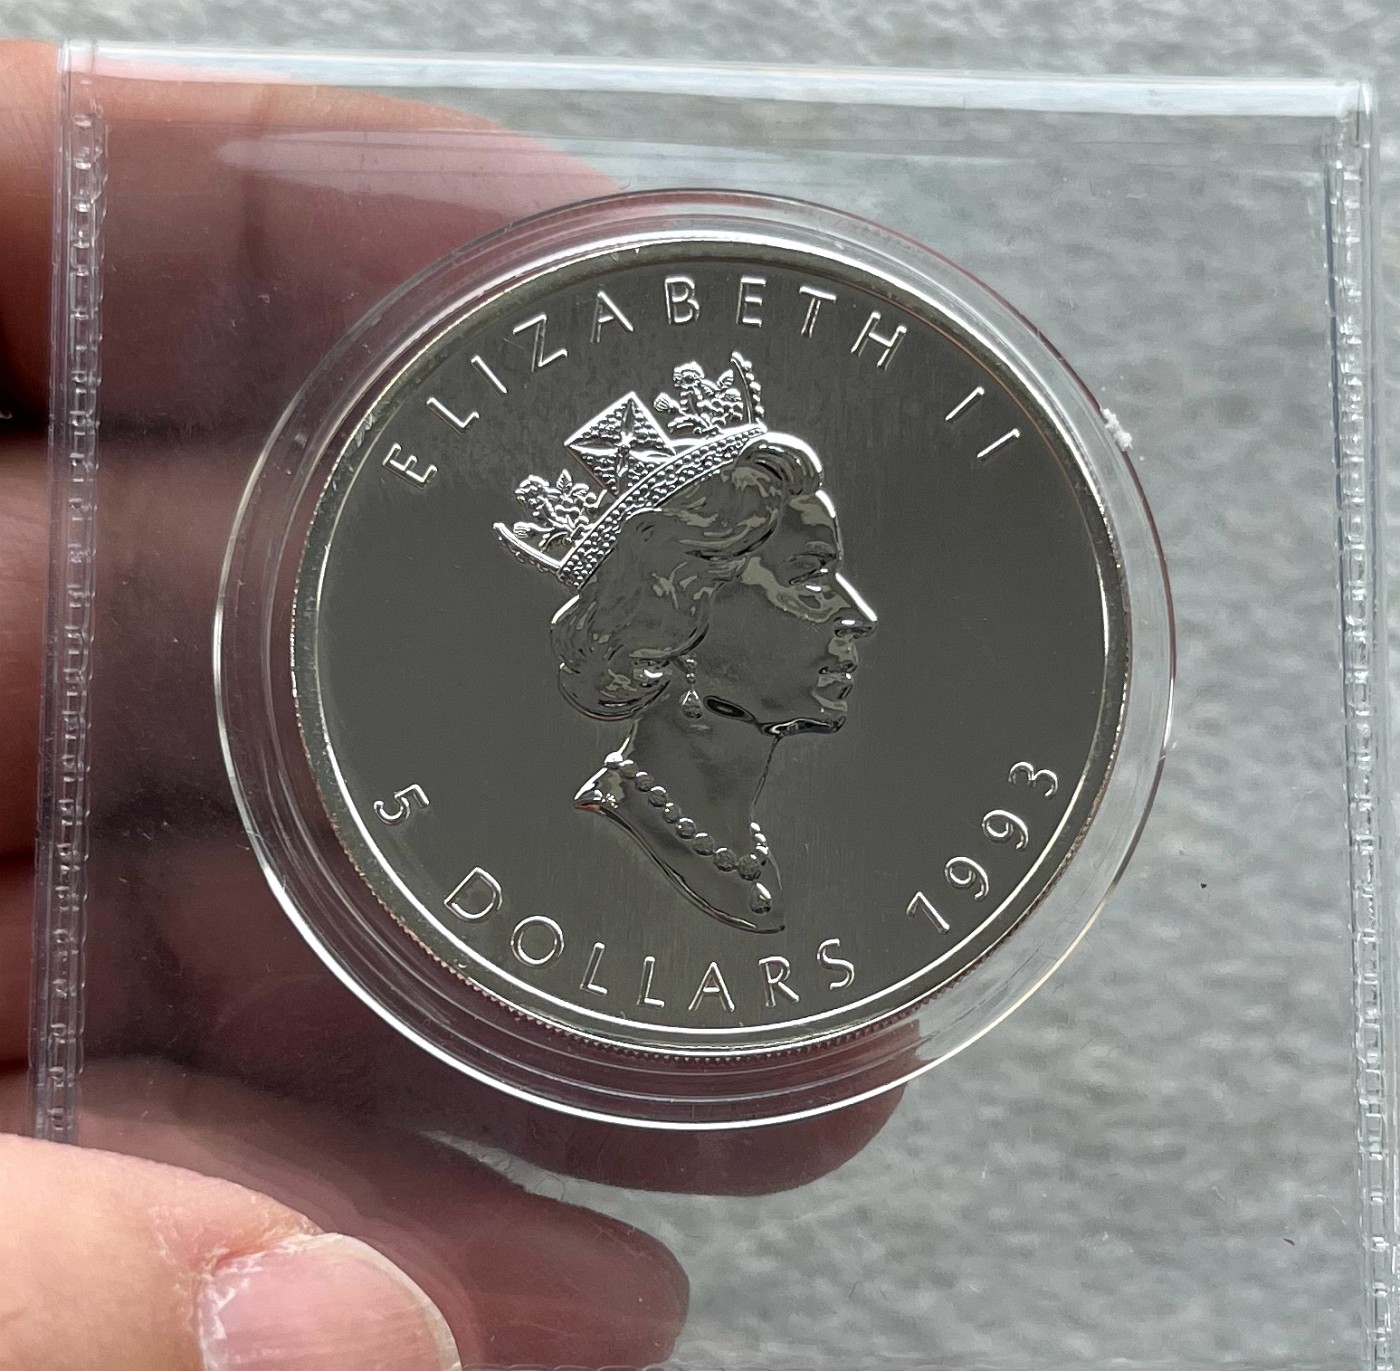 ELIZABETH II
5 DOLLARS 1993